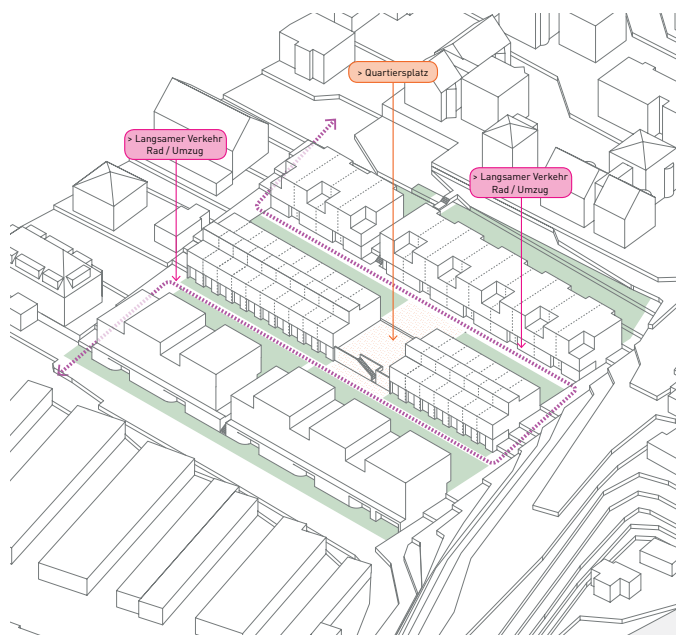 > Quartiersplatz
> Langsamer Verkehr
Rad / Umzug
> Langsamer Verkehr
Rad / Umzug